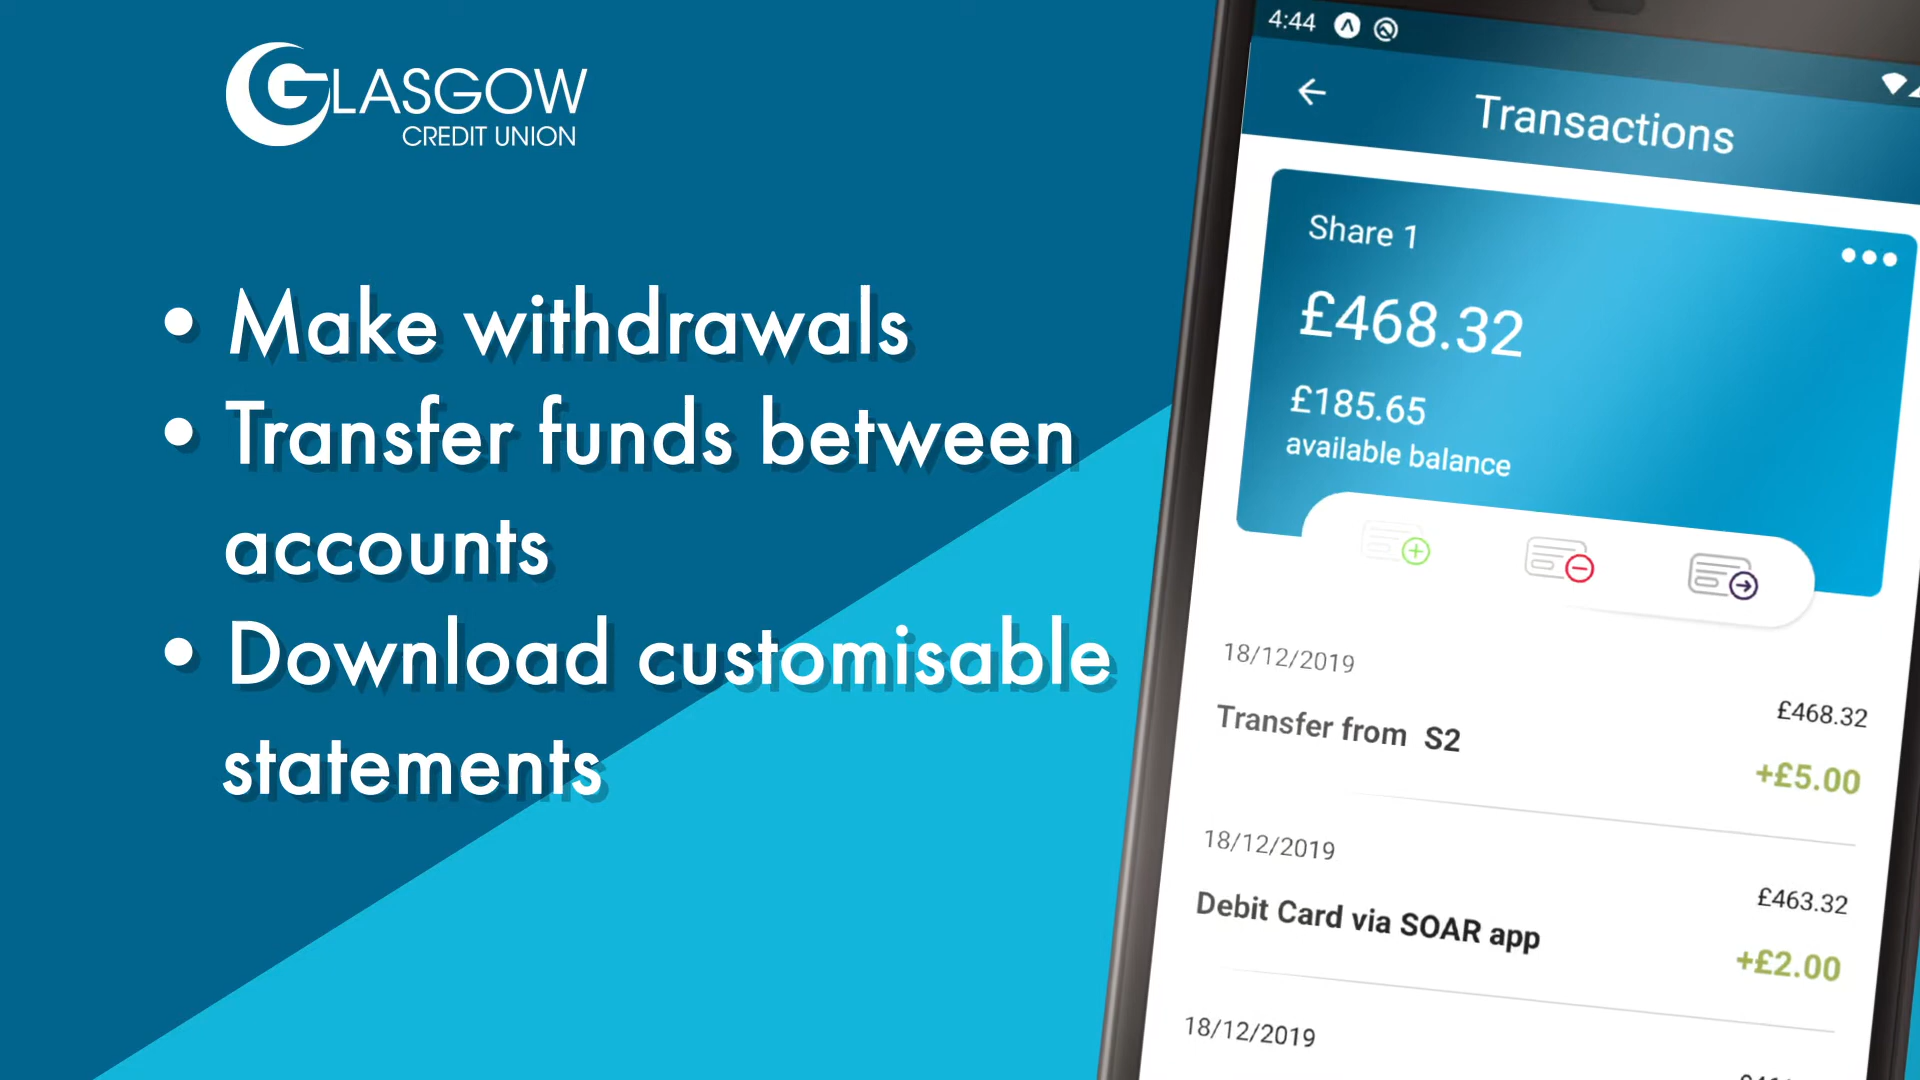 GLASGOW
CREDIT UNION
• Make withdrawals
• Transfer funds between
accounts
• Download customisable
statements
4:44
Transactions
Share 1
£468.32
£185.65
available balance
18/12/2019
£468.32
Transfer from S2
+£5.00
18/12/2019
£463.32
Debit Card via SOAR app
+£2.00
18/12/2019